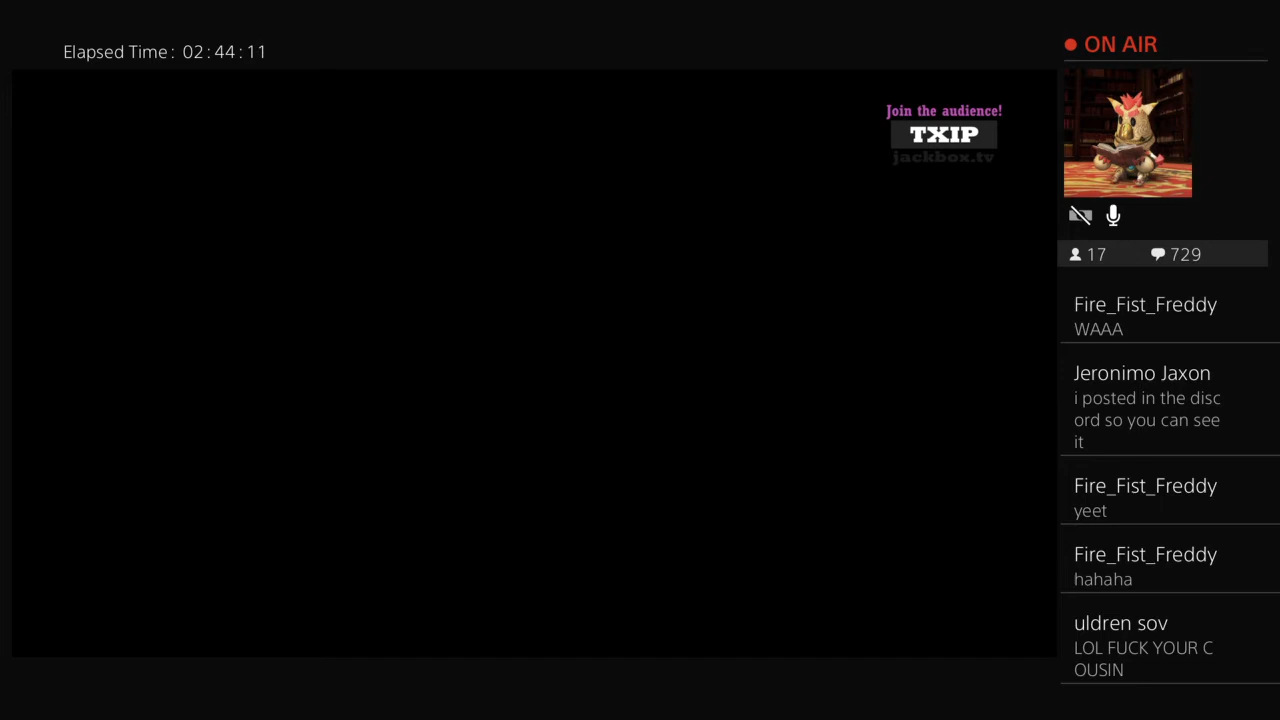 Elapsed Time: 02:44:11
ON AIR
Join the audience!
TXIP
jackbox.tv
17 729
Fire_Fist_Freddy
WAAA
Jeronimo Jaxon
i posted in the disc
ord so you can see
it
Fire_Fist_Freddy
yeet
Fire_Fist_Freddy
hahaha
uldren sov
LOL FUCK YOUR C
OUSIN